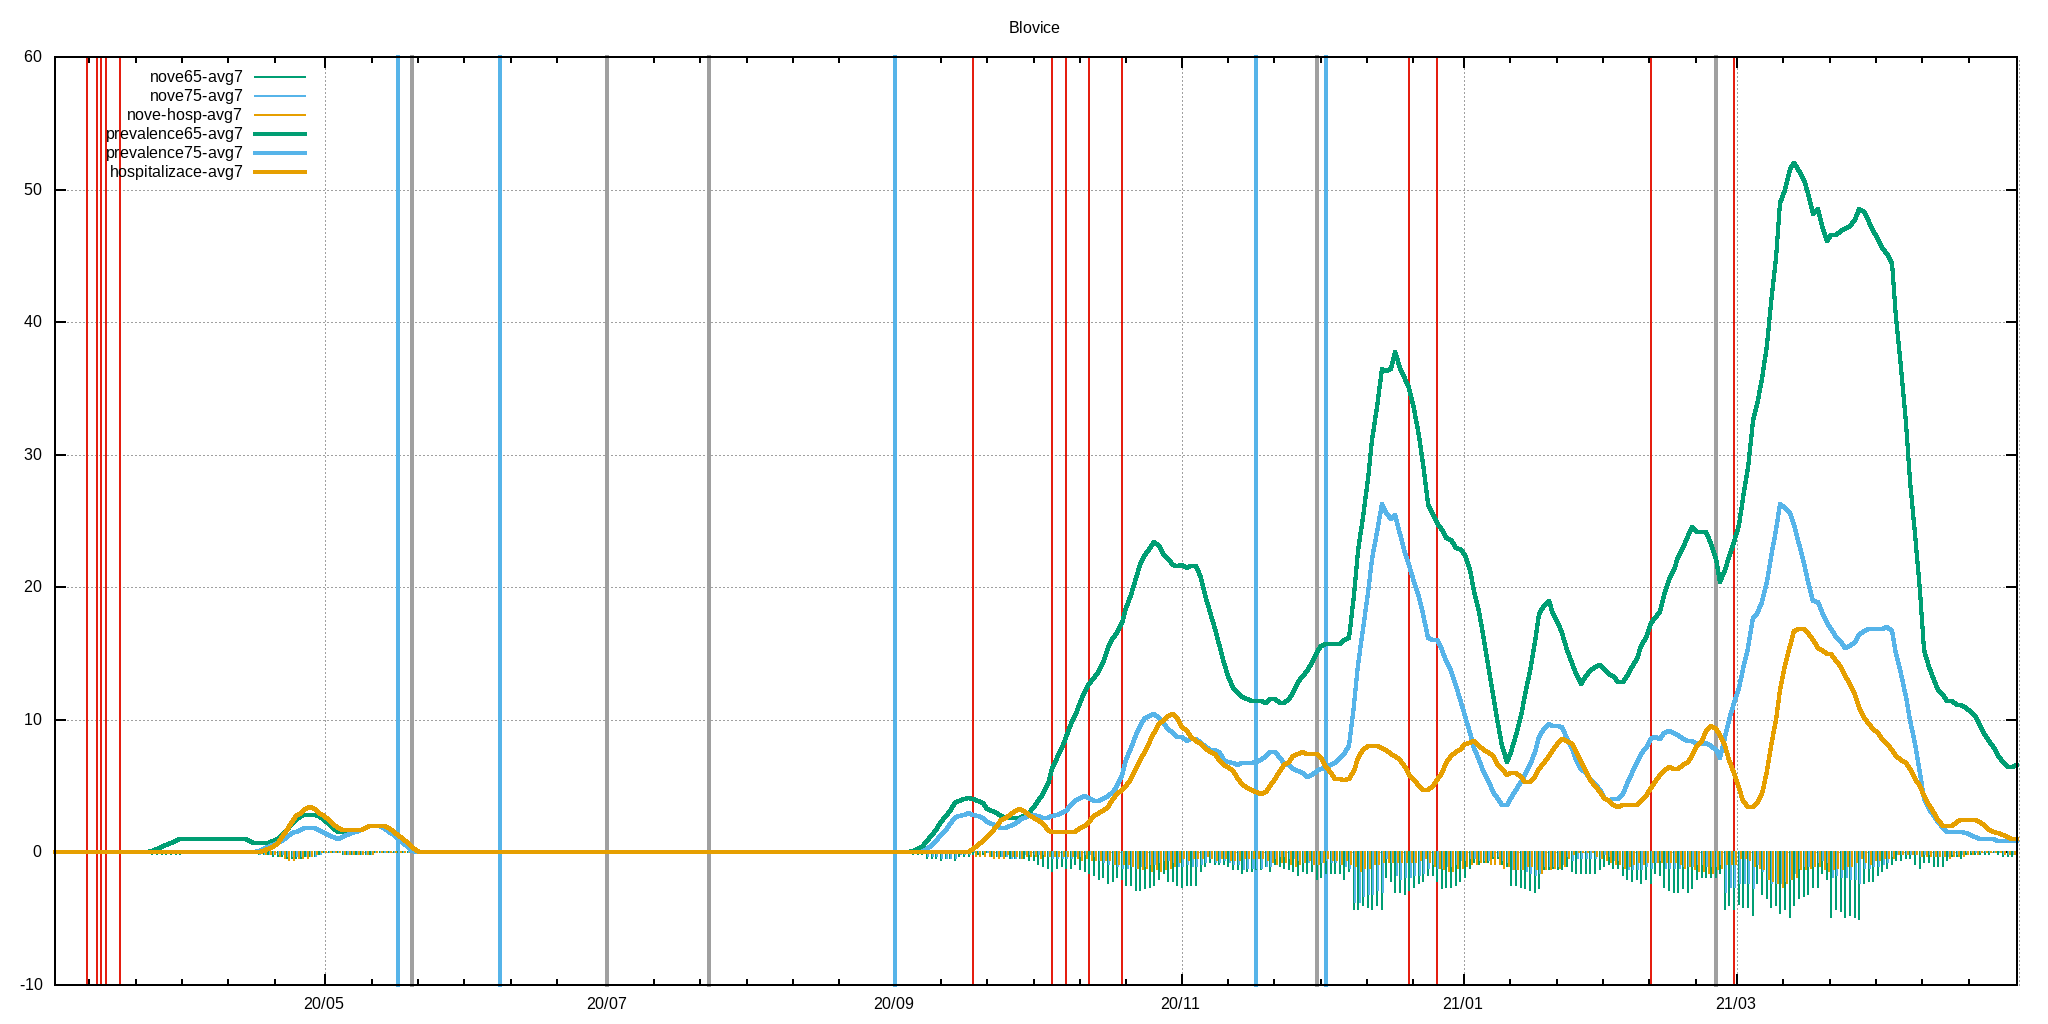 Blovice
60
nove65-avg7
nove75-avg7
nove-hosp-avg7
prevalence65-avg7
prevalence75-avg7
hospitalizace-avg7
50
40
30
20
10
0
-10
20/05 20/07 20/09 20/11 21/01 21/03